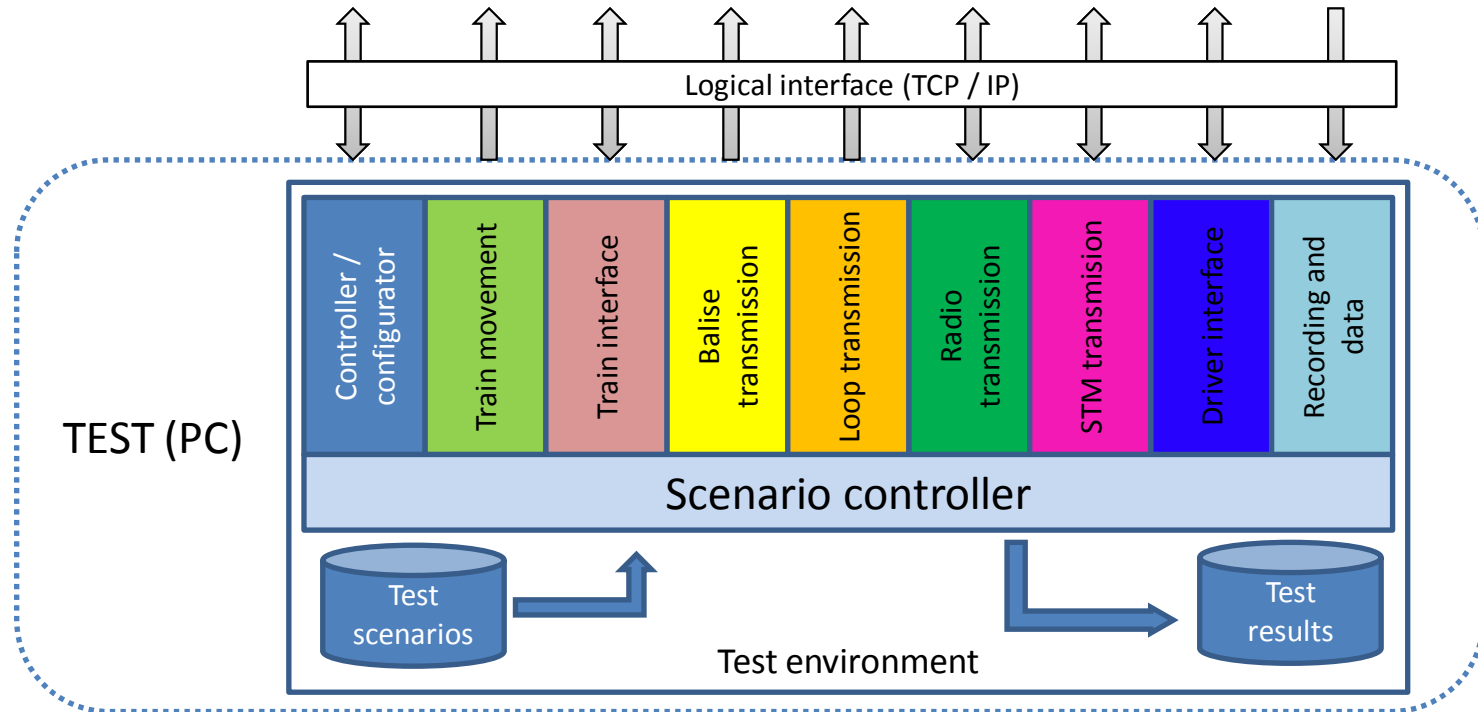 Logical interface (TCP / IP)
TEST (PC)
Controller /
configurator
Train movement
Train interface
Balise
transmission
Loop transmission
Radio
transmission
STM transmision
Driver interface
Recording and
data
Scenario controller
Test
scenarios
Test
results
Test environment